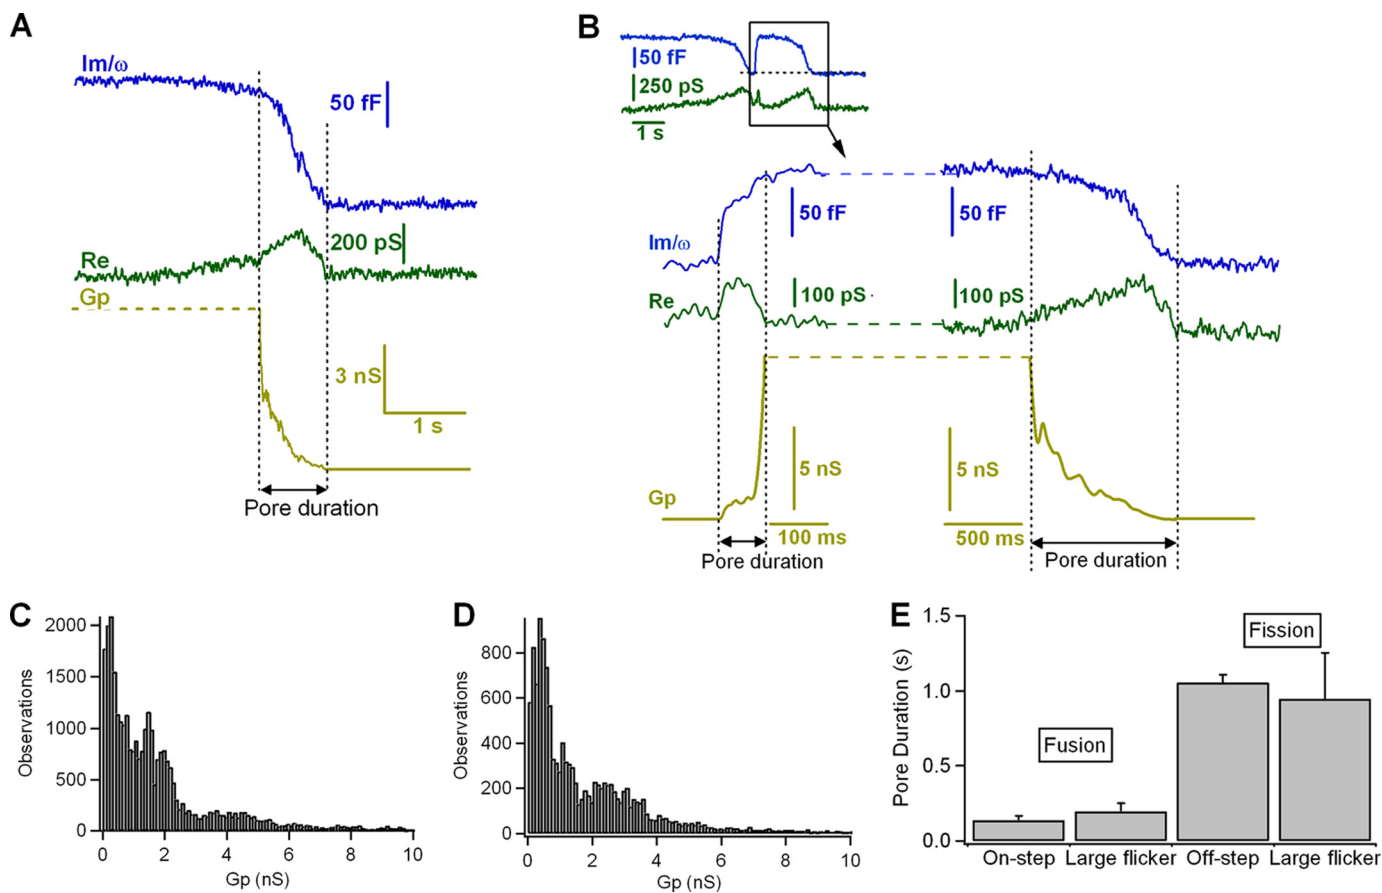 A
Im/ω
50 fF
200 pS
Re
Gp
3 nS
1 s
Pore duration
B
50 fF
250 pS
1 s
50 fF
50 fF
Im/ω
Re
100 pS
100 pS
Gp
5 nS
5 nS
100 ms
500 ms
Pore duration
Pore duration
C
2000
1500
1000
500
0
Observations
0 2 4 6 8 10
Gp (nS)
D
800
600
400
200
0
Observations
0 2 4 6 8 10
Gp (nS)
E
1.5
1.0
0.5
0.0
Pore Duration (s)
Fission
Fusion
On-step Large flicker Off-step Large flicker